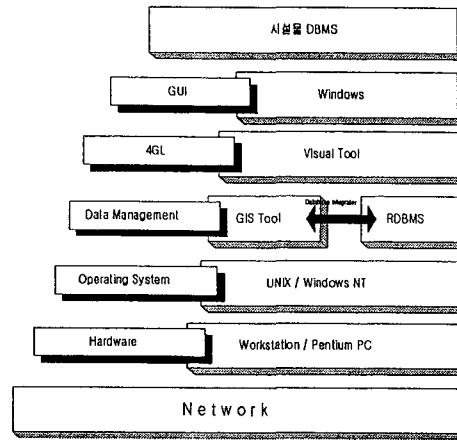 시설물 DBMS
GUI
Windows
4GL
Visual Tool
Data Management
GIS Tool
RDBMS
Operating System
UNIX / Windows NT
Hardware
Workstation / Pentium PC
Network